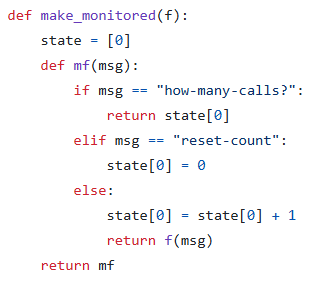 def make_monitored(f):
    state = [0]
    def mf(msg):
        if msg == "how-many-calls?":
            return state[0]
        elif msg == "reset-count":
            state[0] = 0
        else:
            state[0] = state[0] + 1
            return f(msg)
    return mf